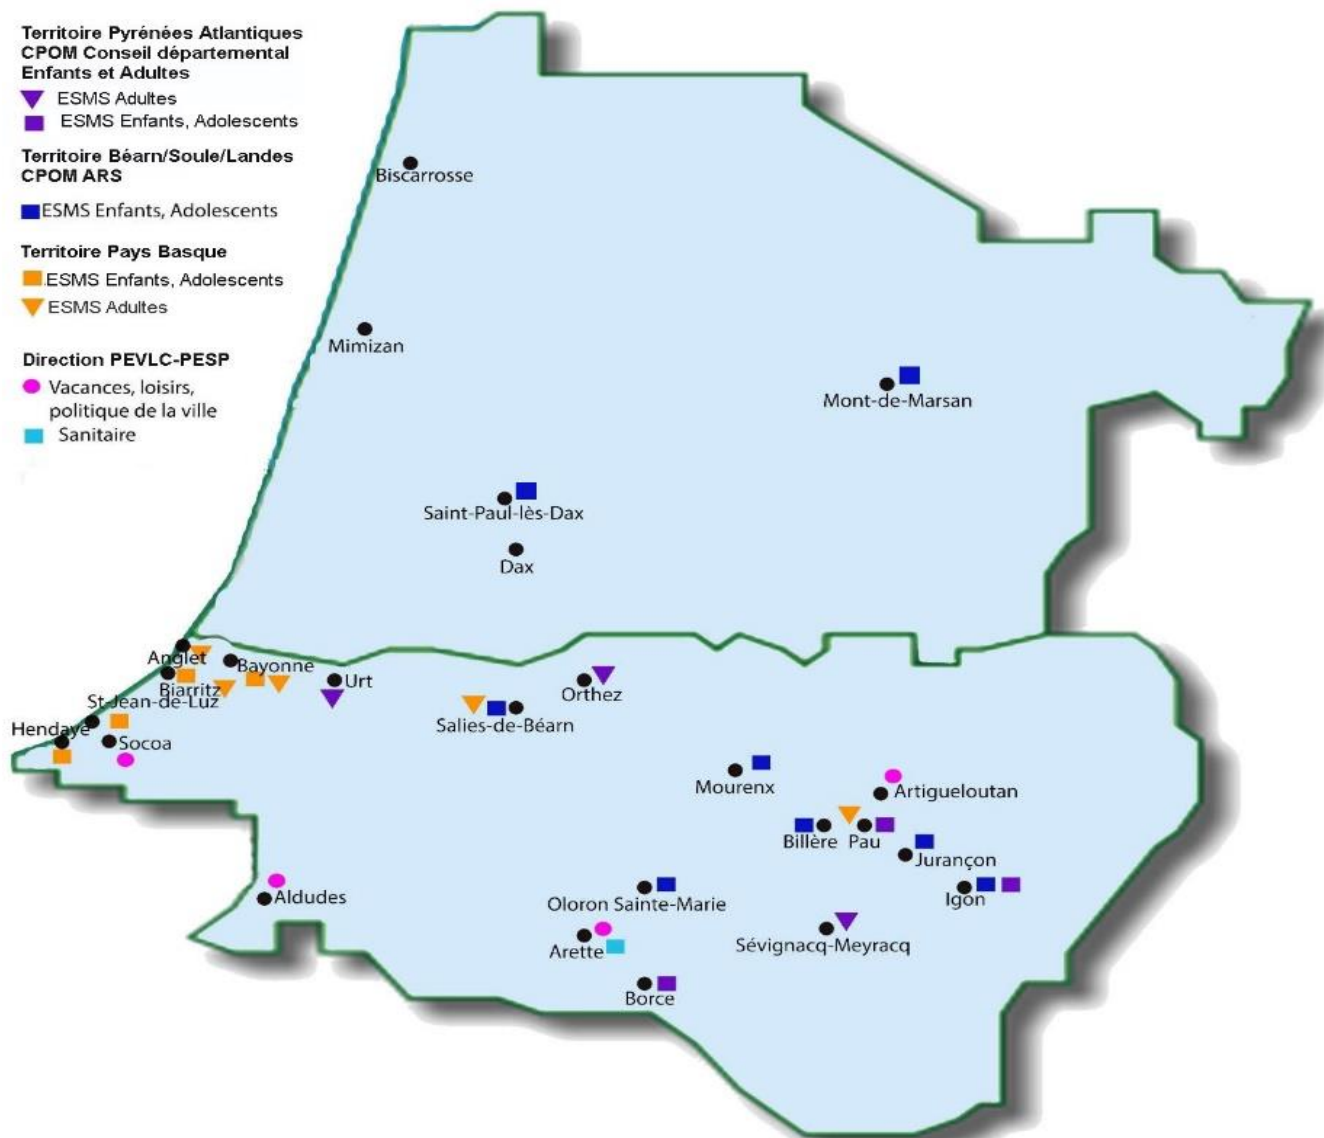 Territoire Pyrénées Atlantiques
CPOM Conseil départemental
Enfants et Adultes
ESMS Adultes
ESMS Enfants, Adolescents
Territoire Béarn/Soule/Landes
CPOM ARS
ESMS Enfants, Adolescents
Territoire Pays Basque
ESMS Enfants, Adolescents
ESMS Adultes
Direction PEVLC-PESP
Vacances, loisirs,
politique de la ville
Sanitaire
Biscarrosse
Mimizan
Mont-de-Marsan
Saint-Paul-lès-Dax
Dax
Anglet
Bayonne
Biarritz
Urt
Orthez
St-Jean-de-Luz
Salies-de-Béarn
Hendaye
Socoa
Mourenx
Artigueloutan
Billère
Pau
Jurançon
Aldudes
Oloron Sainte-Marie
Igon
Arette
Sévignacq-Meyracq
Borce